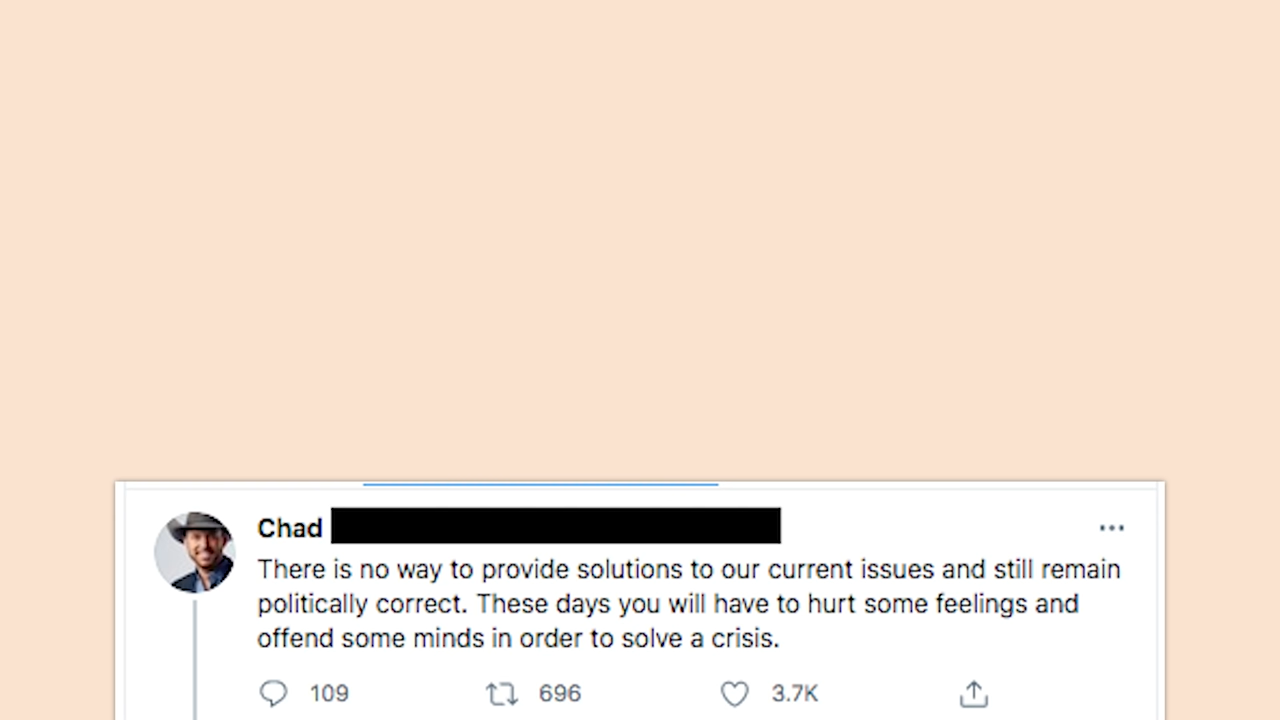 Chad
There is no way to provide solutions to our current issues and still remain
politically correct. These days you will have to hurt some feelings and
offend some minds in order to solve a crisis.
109 696 3.7K